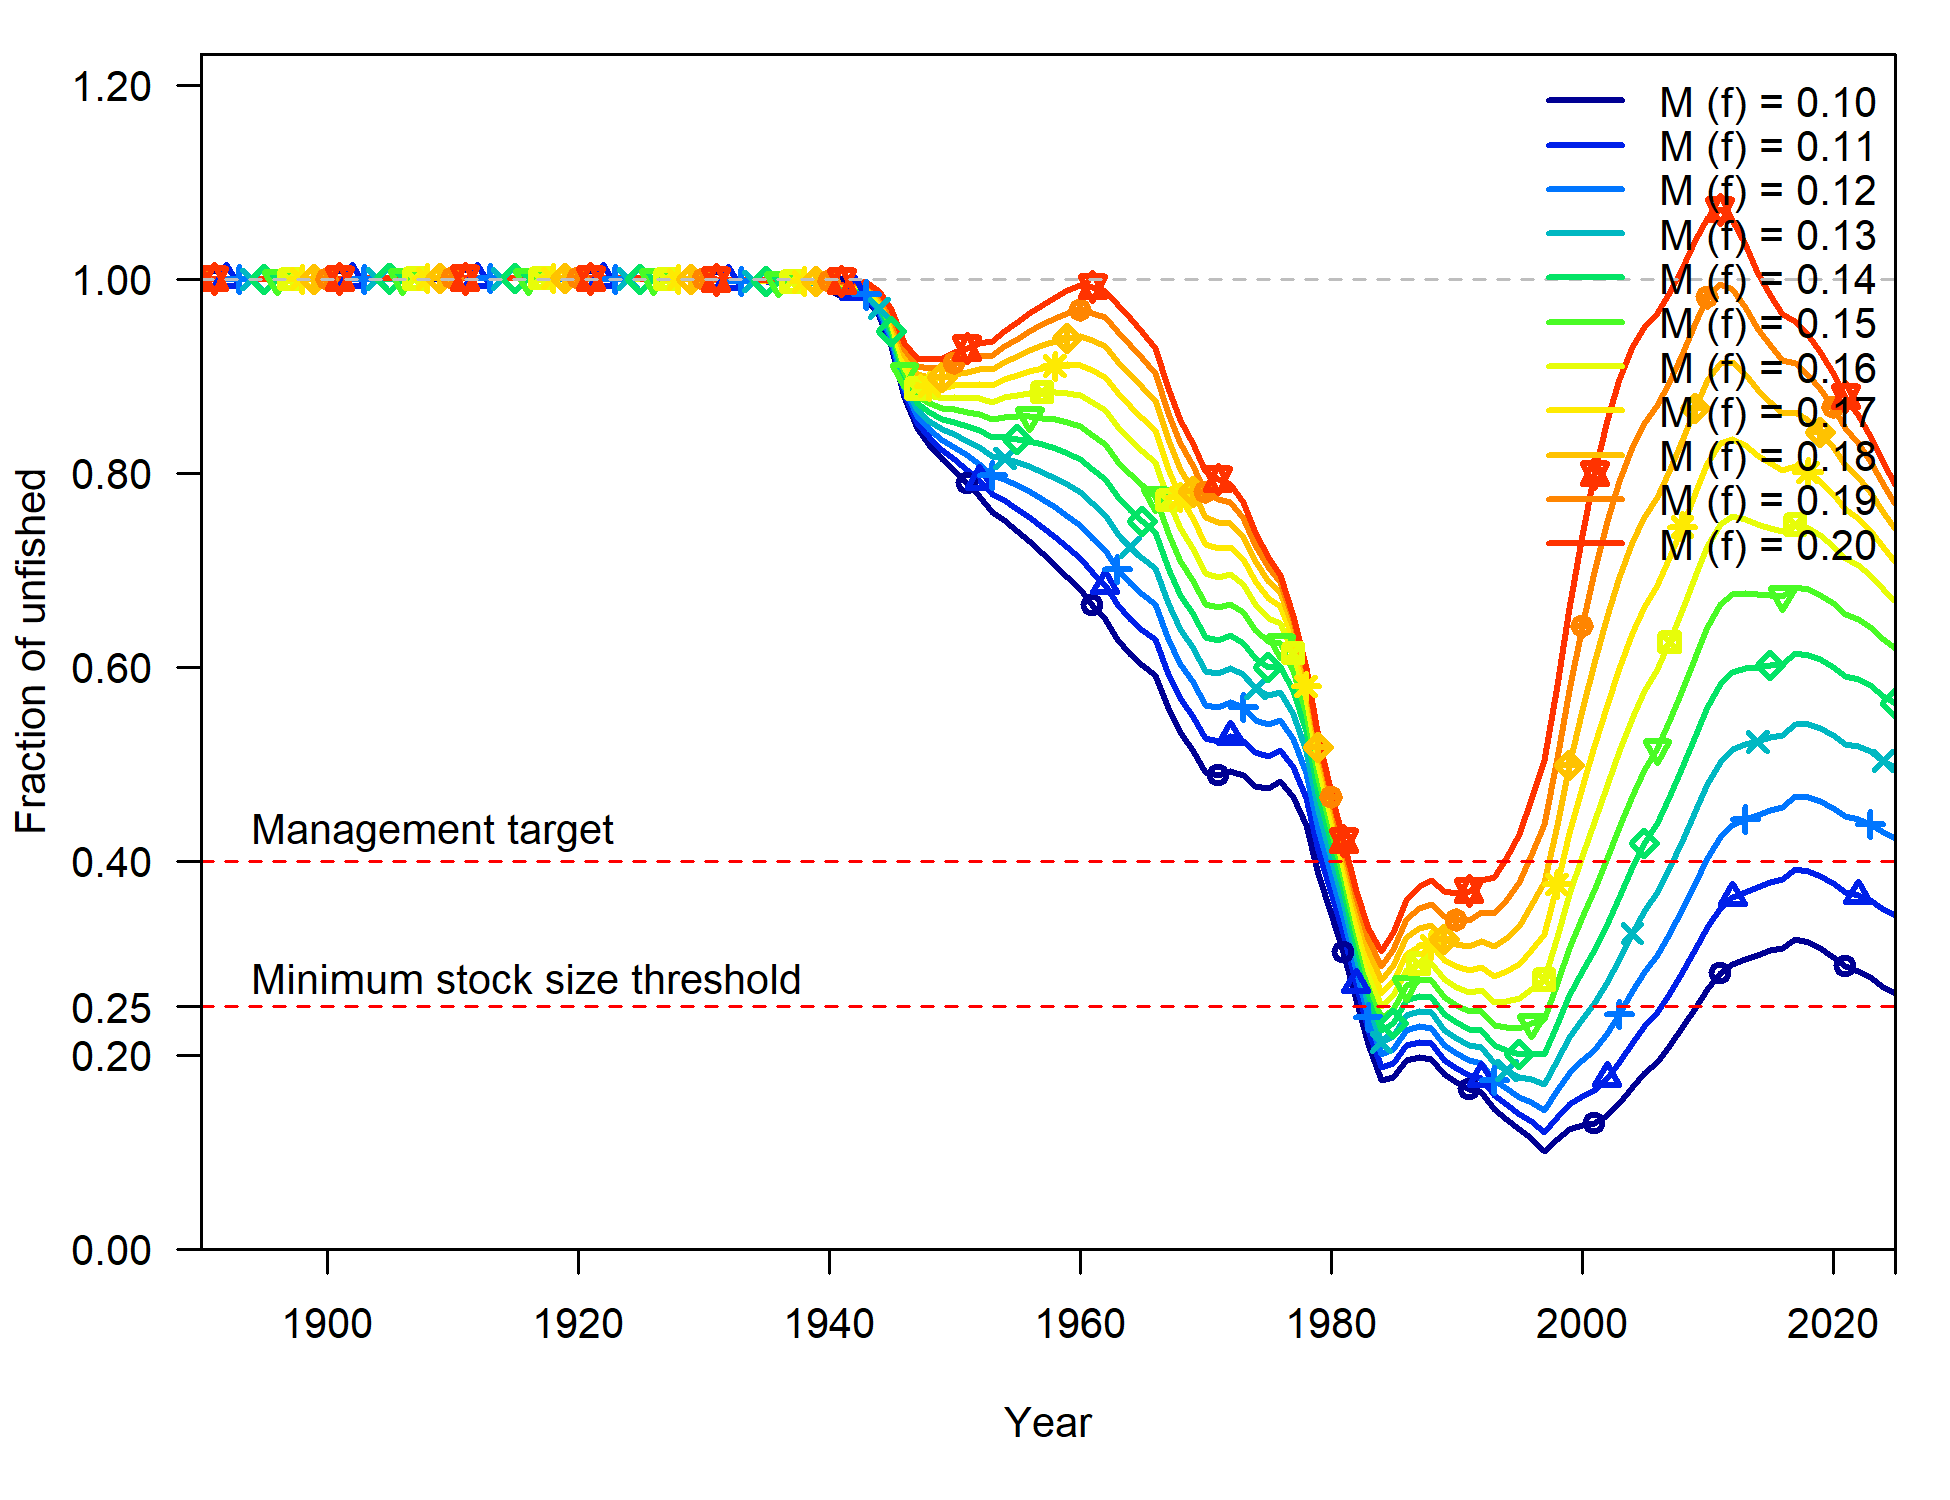 1.20
1.00
0.80
0.60
0.40
0.25
0.20
0.00
Fraction of unfished
M (f) = 0.10
M (f) = 0.11
M (f) = 0.12
M (f) = 0.13
M (f) = 0.14
M (f) = 0.15
M (f) = 0.16
M (f) = 0.17
M (f) = 0.18
M (f) = 0.19
M (f) = 0.20
Management target
Minimum stock size threshold
1900
1920
1940
1960
1980
2000
2020
Year